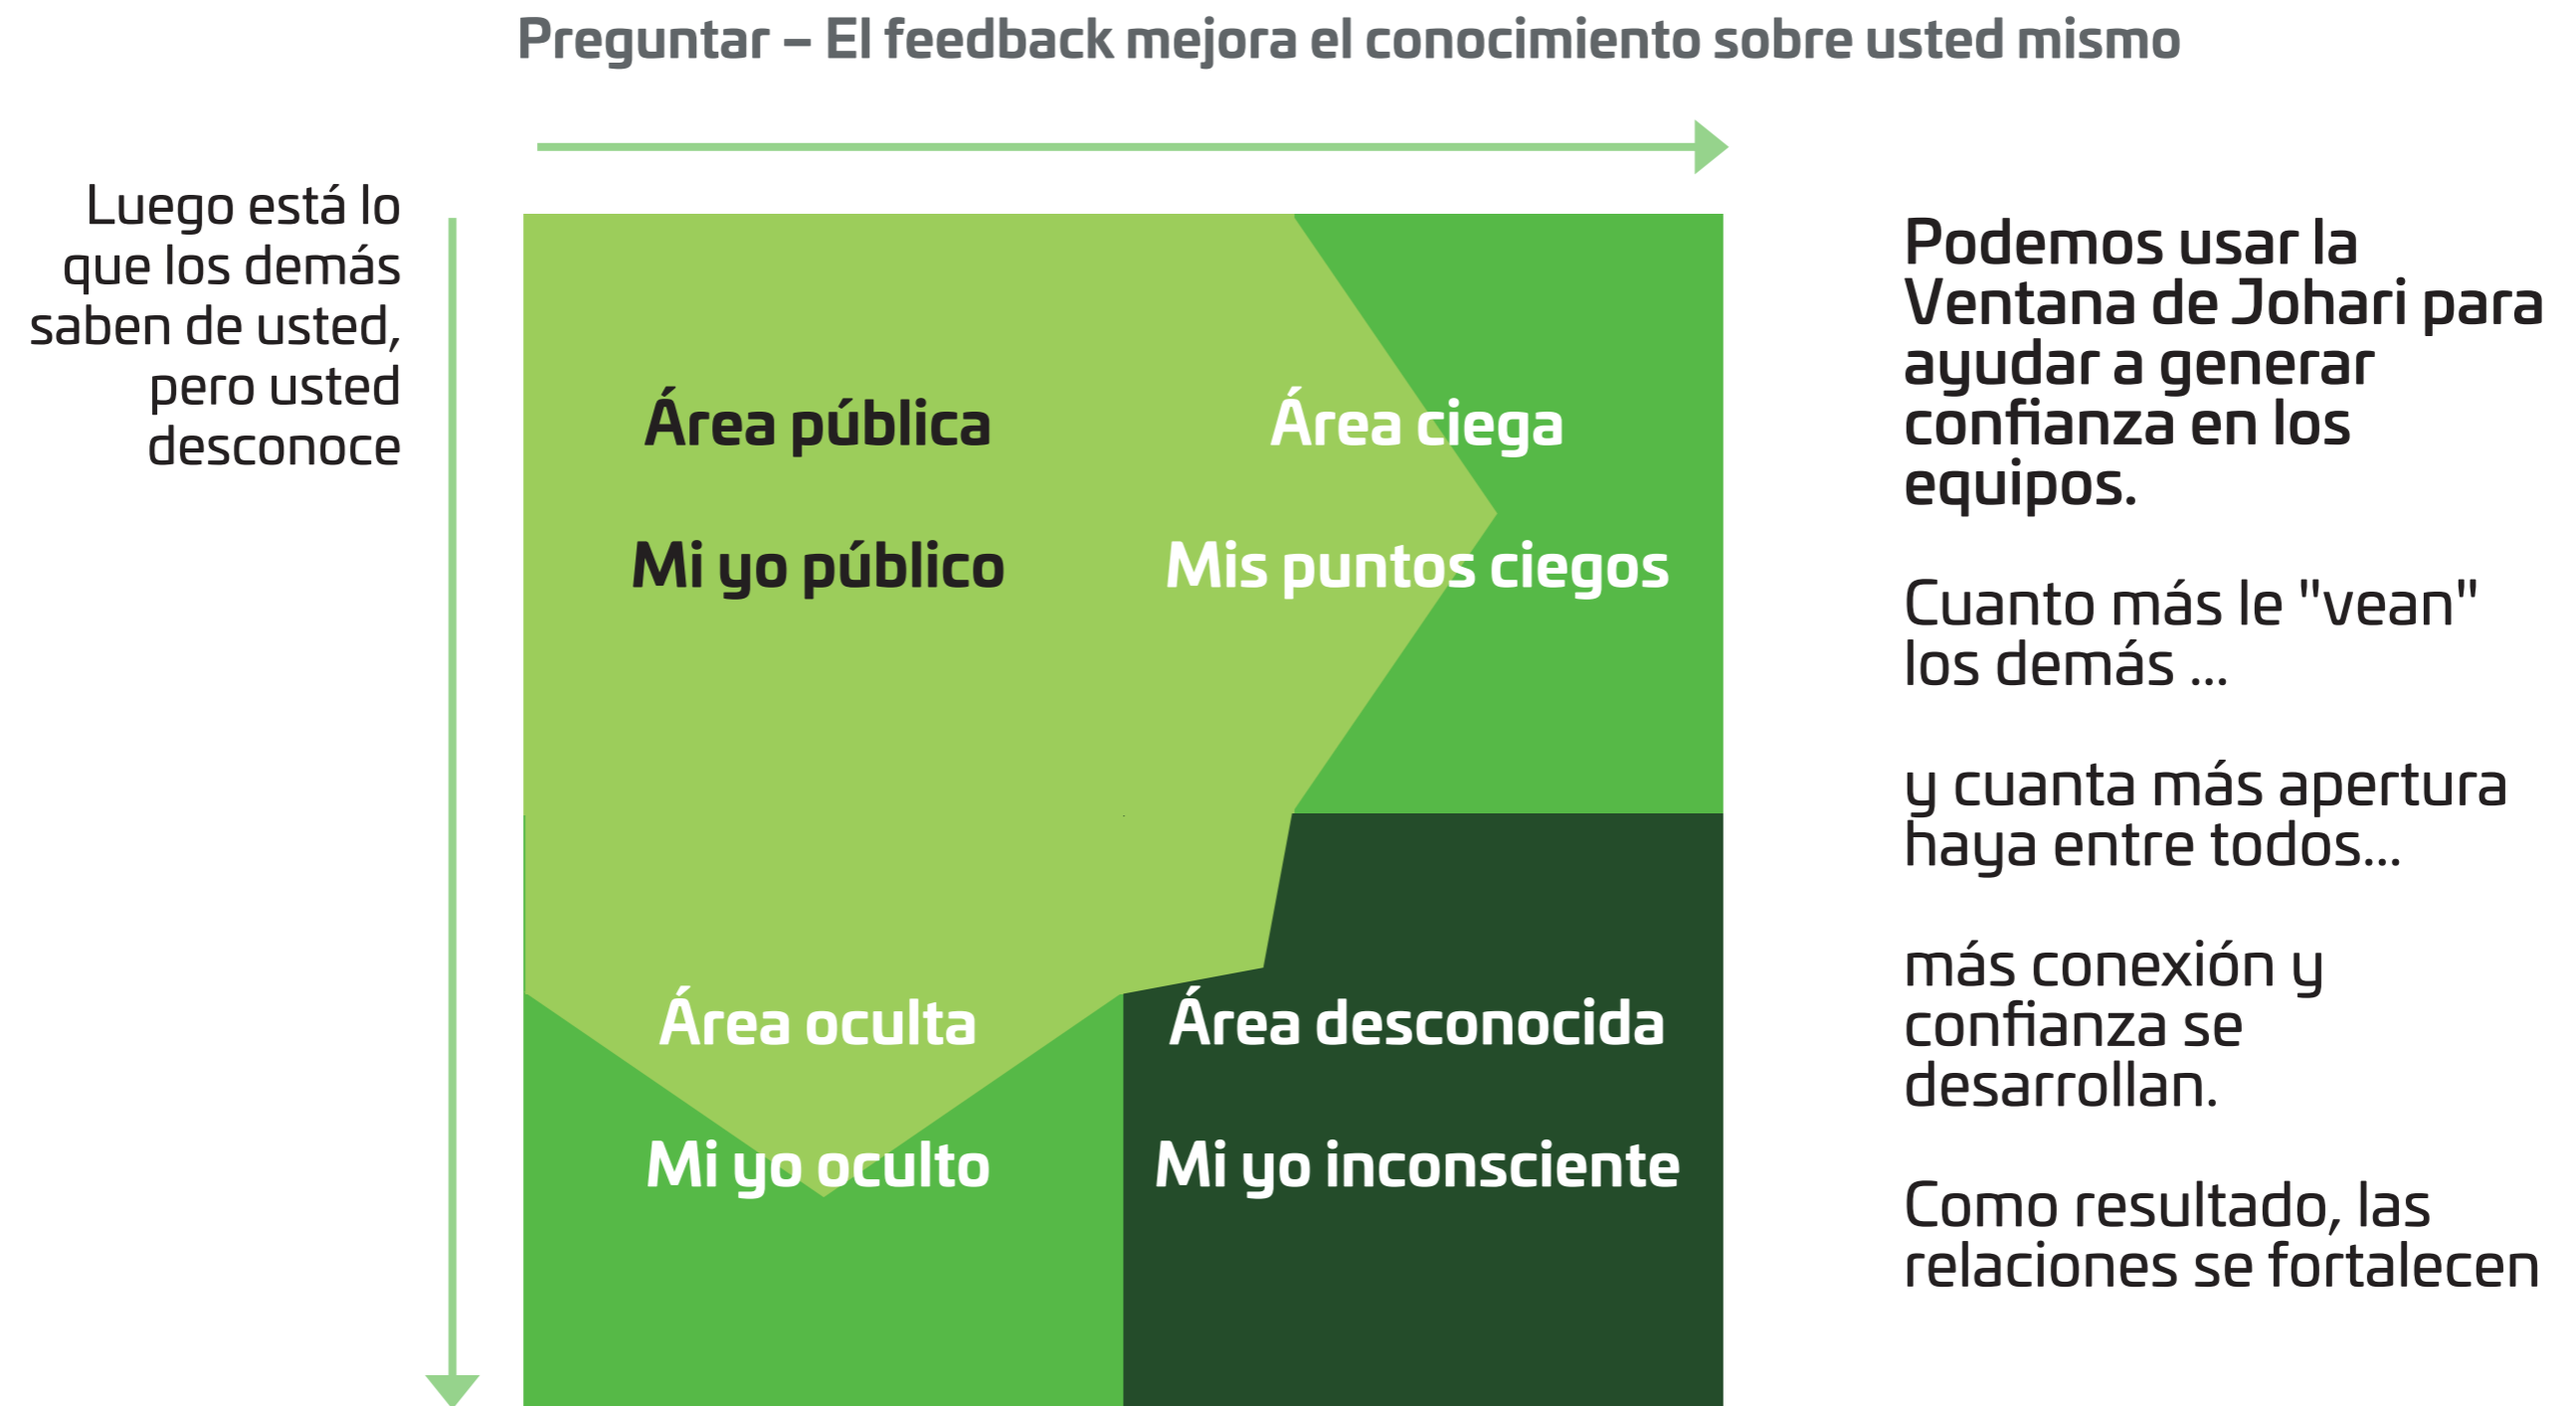 Preguntar – El feedback mejora el conocimiento sobre usted mismo
Luego está lo
que los demás
saben de usted,
pero usted
desconoce
Área pública
Mi yo público
Área ciega
Mis puntos ciegos
Área oculta
Mi yo oculto
Área desconocida
Mi yo inconsciente
Podemos usar la
Ventana de Johari para
ayudar a generar
confianza en los
equipos.
Cuanto más le "vean"
los demás ...
y cuanta más apertura
haya entre todos...
más conexión y
confianza se
desarrollan.
Como resultado, las
relaciones se fortalecen